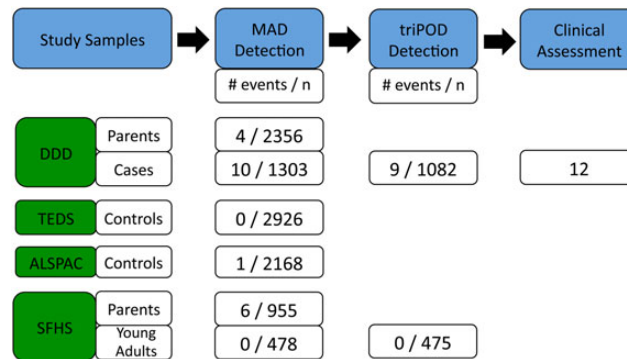 Study Samples
MAD
Detection
triPOD
Detection
Clinical
Assessment
# events / n
# events / n
DDD
Parents
4 / 2356
Cases
10 / 1303
9 / 1082
12
TEDS
Controls
0 / 2926
ALSPAC
Controls
1 / 2168
SFHS
Parents
6 / 955
Young
Adults
0 / 478
0 / 475